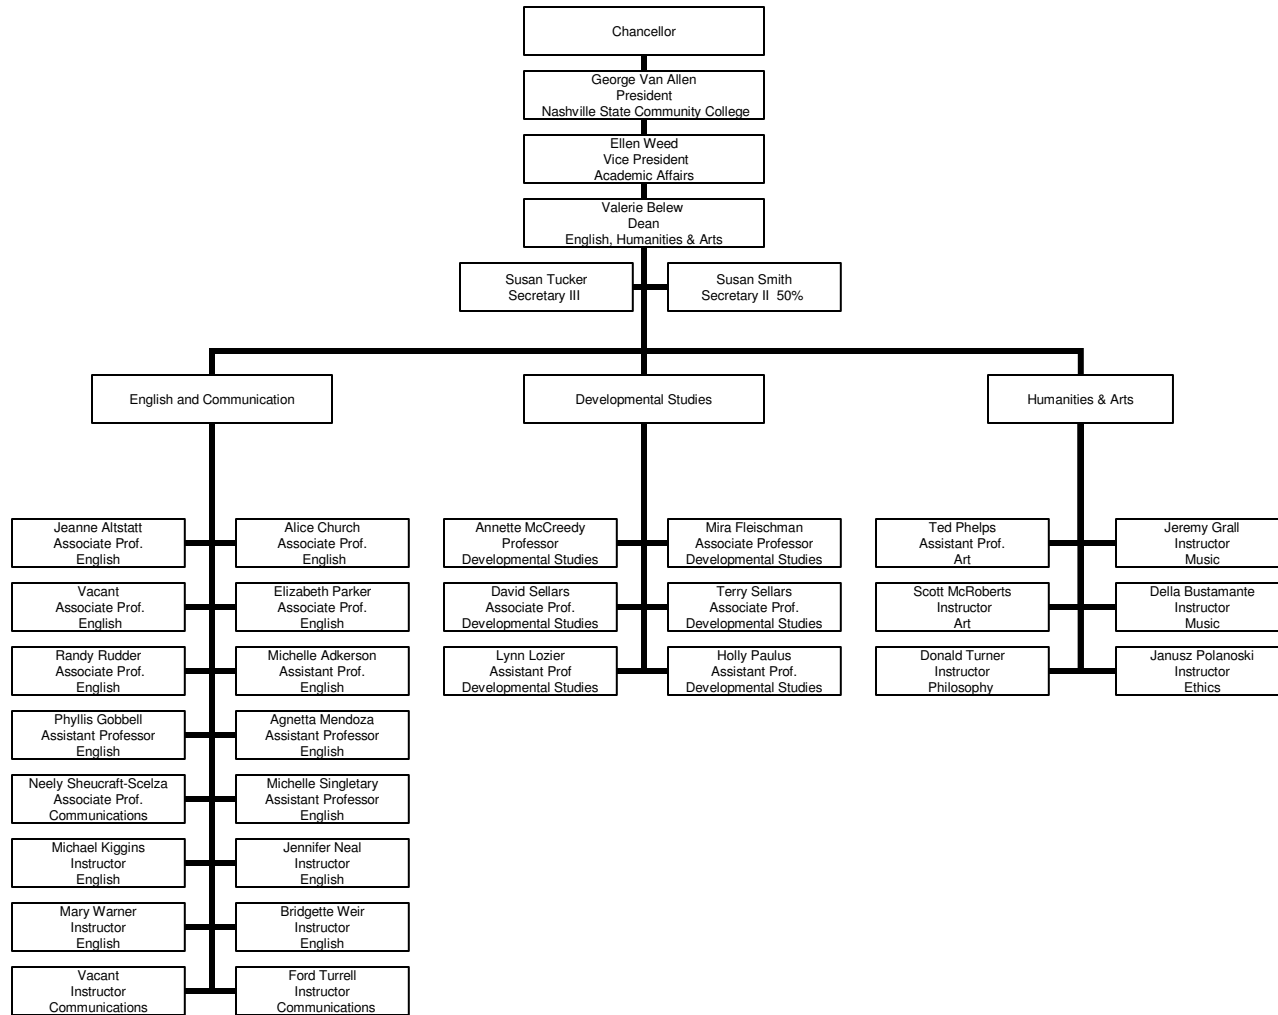 Chancellor
George Van Allen
President
Nashville State Community College
Ellen Weed
Vice President
Academic Affairs
Valerie Belew
Dean
English, Humanities & Arts
Susan Tucker
Secretary III
Susan Smith
Secretary II  50%
English and Communication
Developmental Studies
Humanities & Arts
Jeanne Altstatt
Associate Prof.
English
Alice Church
Associate Prof.
English
Vacant
Associate Prof.
English
Elizabeth Parker
Associate Prof.
English
Randy Rudder
Associate Prof.
English
Michelle Adkerson
Assistant Prof.
English
Phyllis Gobbell
Assistant Professor
English
Agnetta Mendoza
Assistant Professor
English
Neely Sheucraft-Scelza
Associate Prof.
Communications
Michelle Singletary
Assistant Professor
English
Michael Kiggins
Instructor
English
Jennifer Neal
Instructor
English
Mary Warner
Instructor
English
Bridgette Weir
Instructor
English
Vacant
Instructor
Communications
Ford Turrell
Instructor
Communications
Annette McCreedy
Professor
Developmental Studies
Mira Fleischman
Associate Professor
Developmental Studies
David Sellars
Associate Prof.
Developmental Studies
Terry Sellars
Associate Prof.
Developmental Studies
Lynn Lozier
Assistant Prof
Developmental Studies
Holly Paulus
Assistant Prof.
Developmental Studies
Ted Phelps
Assistant Prof.
Art
Jeremy Grall
Instructor
Music
Scott McRoberts
Instructor
Art
Della Bustamante
Instructor
Music
Donald Turner
Instructor
Philosophy
Janusz Polanoski
Instructor
Ethics